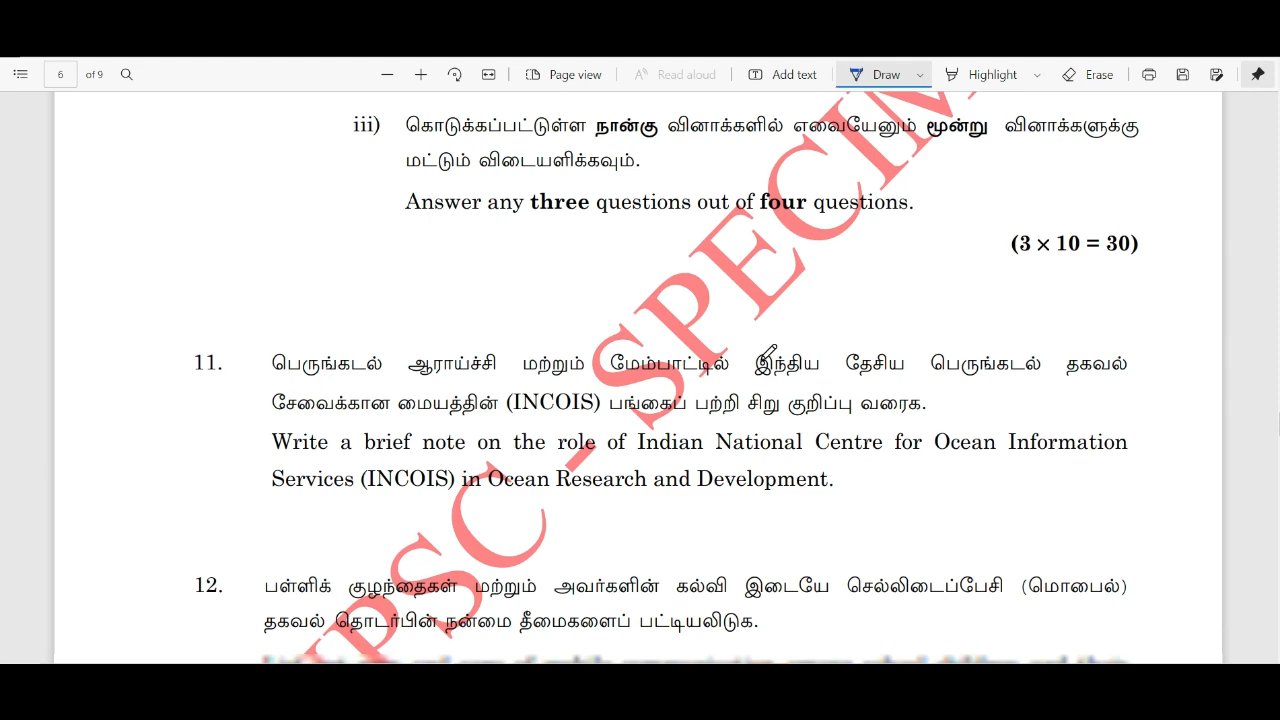 6 of 9 Page view Read aloud Add text Draw Highlight Erase
iii) கொடுக்கப்பட்டுள்ள நான்கு வினாக்களில் எவையேனும் மூன்று வினாக்களுக்கு
மட்டும் விடையளிக்கவும்.
Answer any three questions out of four questions.
(3 × 10 = 30)
11. பெருங்கடல் ஆராய்ச்சி மற்றும் மேம்பாட்டில் இந்திய தேசிய பெருங்கடல் தகவல்
சேவைக்கான மையத்தின் (INCOIS) பங்கைப் பற்றி சிறு குறிப்பு வரைக.
Write a brief note on the role of Indian National Centre for Ocean Information
Services (INCOIS) in Ocean Research and Development.
12. பள்ளிக் குழந்தைகள் மற்றும் அவர்களின் கல்வி இடையே செல்லிடைப்பேசி (மொபைல்)
தகவல் தொடர்பின் நன்மை தீமைகளைப் பட்டியலிடுக.
PSC - SPECIM